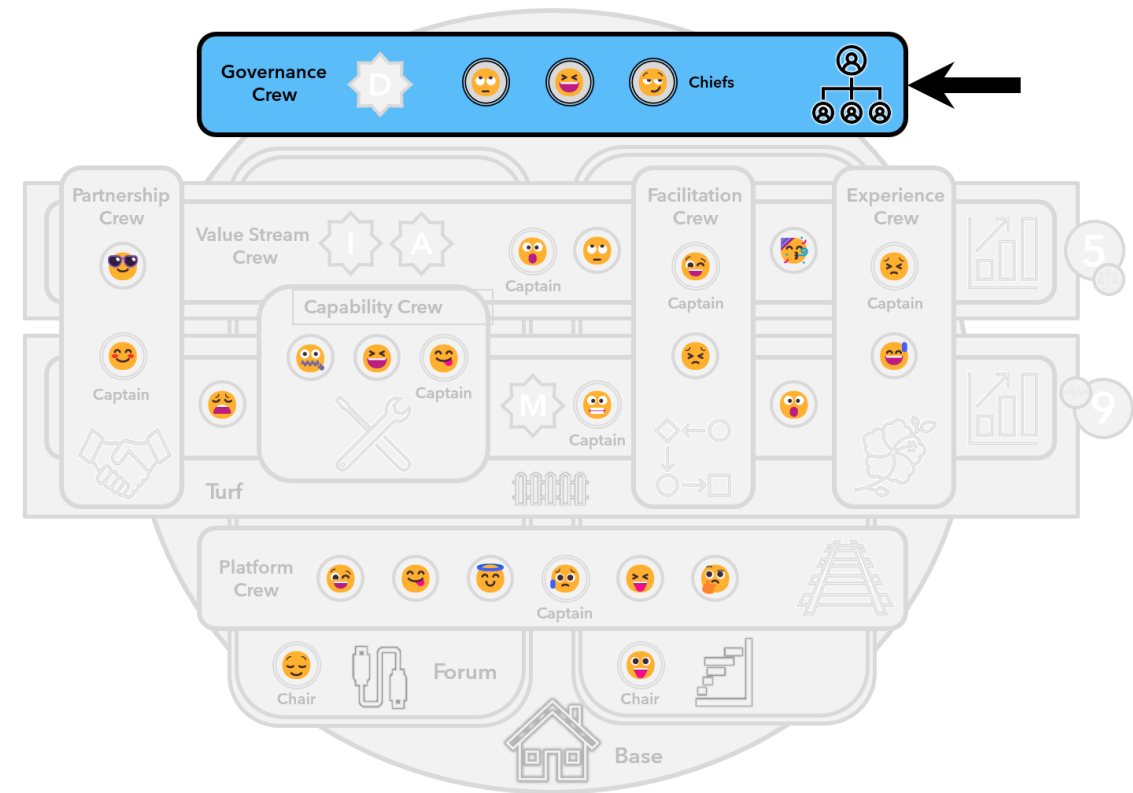 Governance
Crew
D
Chiefs
Partnership
Crew
Facilitation
Crew
Experience
Crew
Value Stream
Crew
I
A
Captain
Captain
Captain
5
Capability Crew
Captain
Captain
M
Captain
9
Turf
Platform
Crew
Captain
Chair
Forum
Chair
Base